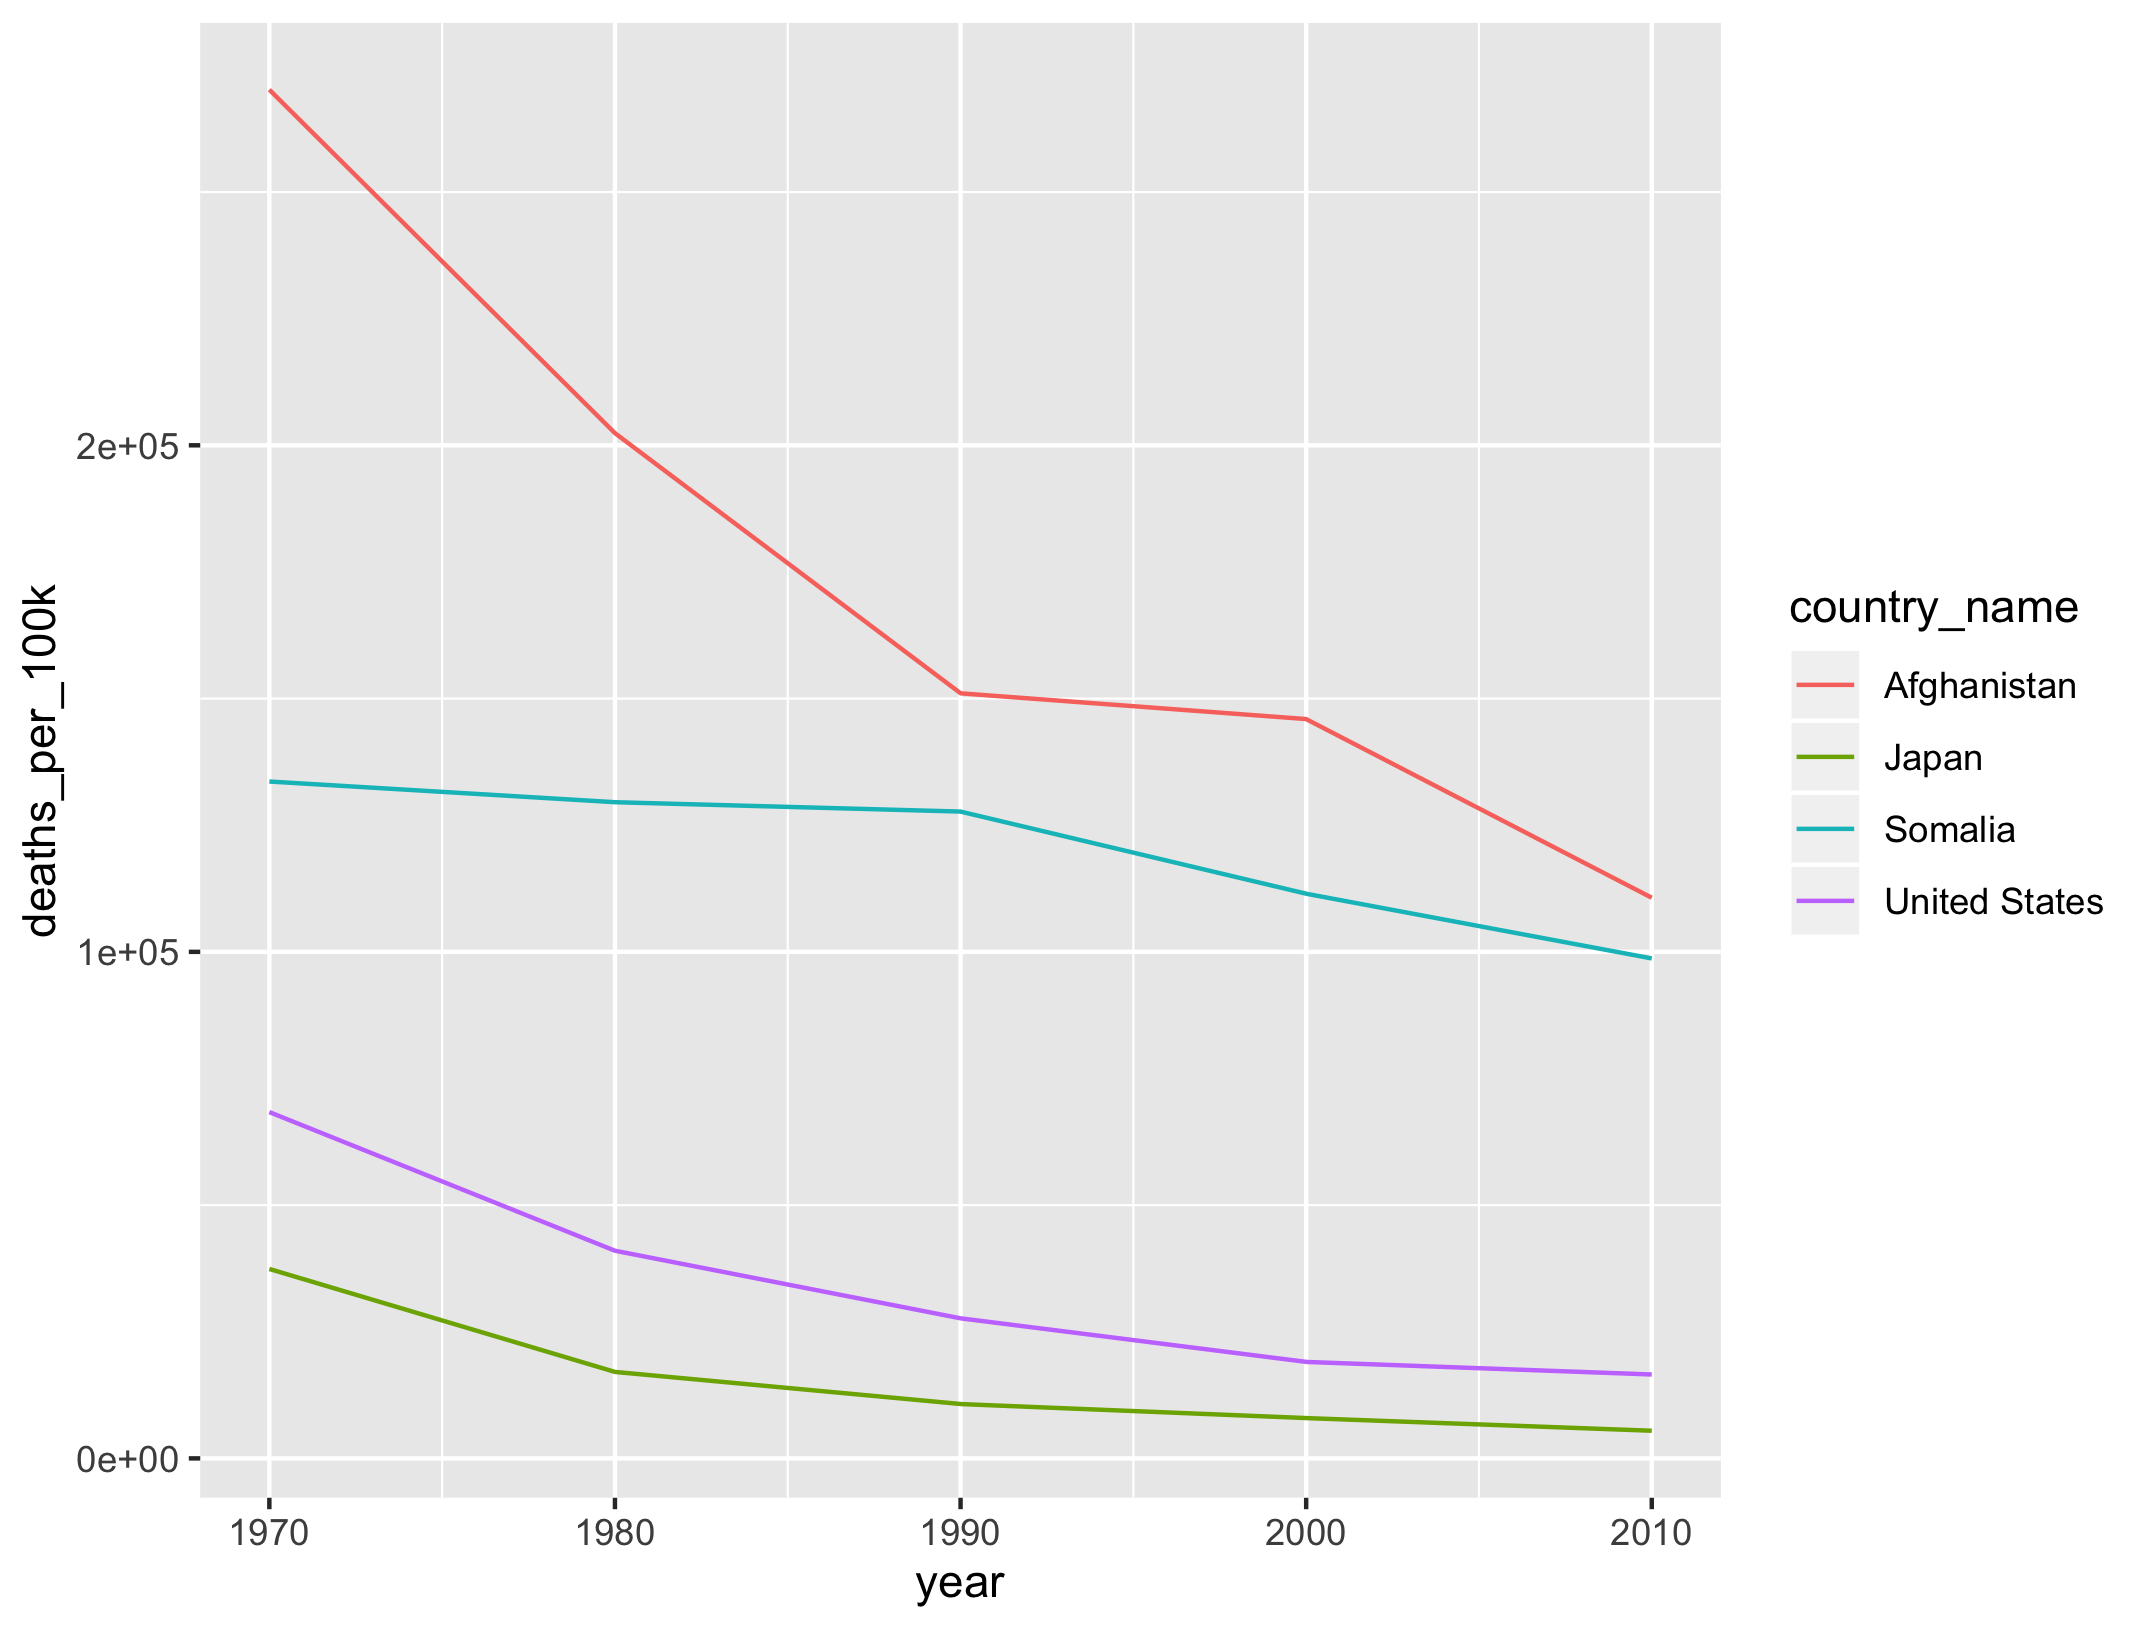 deaths_per_100k
2e+05
1e+05
0e+00
1970 1980 1990 2000 2010
year
country_name
Afghanistan
Japan
Somalia
United States